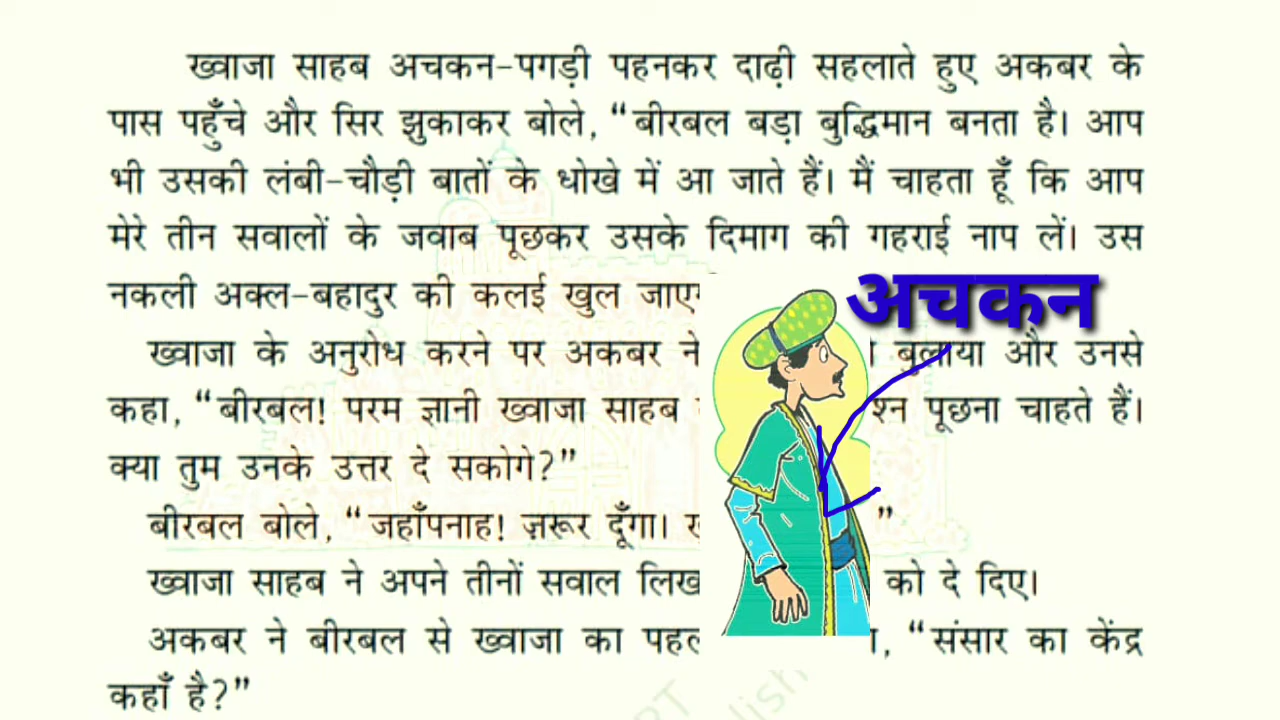 ख्वाजा साहब अचकन-पगड़ी पहनकर दाढ़ी सहलाते हुए अकबर के
पास पहुँचे और सिर झुकाकर बोले, “बीरबल बड़ा बुद्धिमान बनता है। आप
भी उसकी लंबी-चौड़ी बातों के धोखे में आ जाते हैं। मैं चाहता हूँ कि आप
मेरे तीन सवालों के जवाब पूछकर उसके दिमाग की गहराई नाप लें। उस
नकली अक्ल-बहादुर की कलई खुल
अचकन
ख्वाजा के अनुरोध करने पर अकबर ने बुलाया और उनसे
कहा, “बीरबल! परम ज्ञानी ख्वाजा साहब पूछना चाहते हैं।
क्या तुम उनके उत्तर दे सकोगे?”
बीरबल बोले, “जहाँपनाह! ज़रूर दूँगा। ”
ख्वाजा साहब ने अपने तीनों सवाल को दे दिए।
अकबर ने बीरबल से ख्वाजा का “संसार का केंद्र
कहाँ है?”